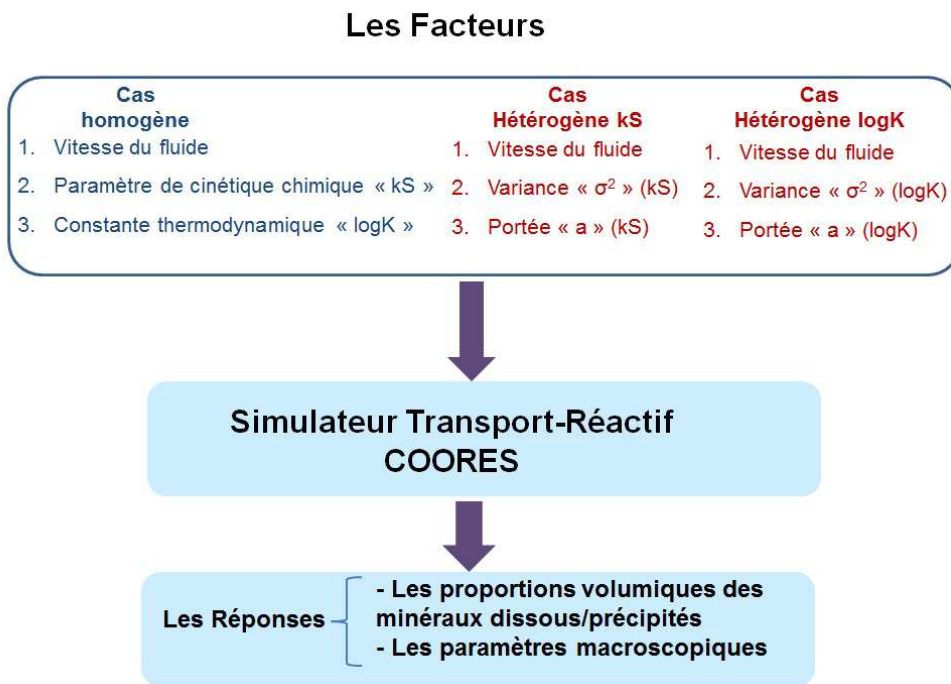 Les Facteurs
Cas
homogène
1. Vitesse du fluide
2. Paramètre de cinétique chimique « kS »
3. Constante thermodynamique « logK »
Cas
Hétérogène kS
1. Vitesse du fluide
2. Variance « σ² » (kS)
3. Portée « a » (kS)
Cas
Hétérogène logK
1. Vitesse du fluide
2. Variance « σ² » (logK)
3. Portée « a » (logK)
Simulateur Transport-Réactif
COORES
Les Réponses
- Les proportions volumiques des
minéraux dissous/précipités
- Les paramètres macroscopiques